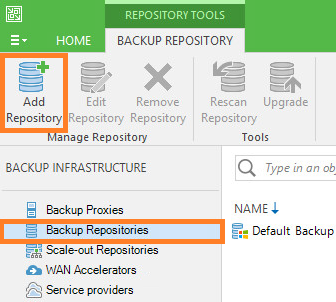 REPOSITORY TOOLS
HOME
BACKUP REPOSITORY
Add
Repository
Edit
Repository
Remove
Repository
Rescan
Repository
Upgrade
Manage Repository
Tools
BACKUP INFRASTRUCTURE
Backup Proxies
Backup Repositories
Scale-out Repositories
WAN Accelerators
Service providers
Type in an obj
NAME
Default Backup